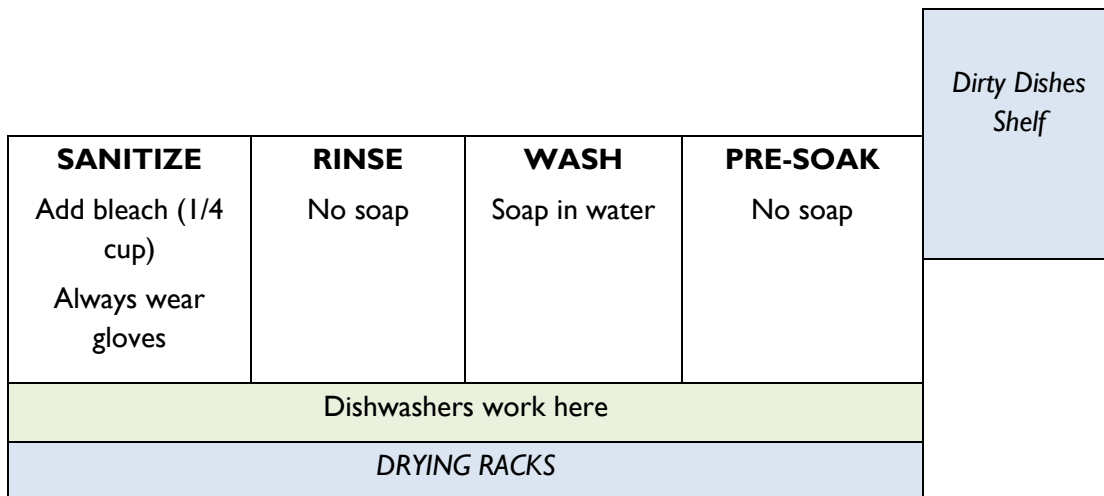 Dirty Dishes
Shelf
SANITIZE
Add bleach (1/4
cup)
Always wear
gloves
RINSE
No soap
WASH
Soap in water
PRE-SOAK
No soap
Dishwashers work here
DRYING RACKS